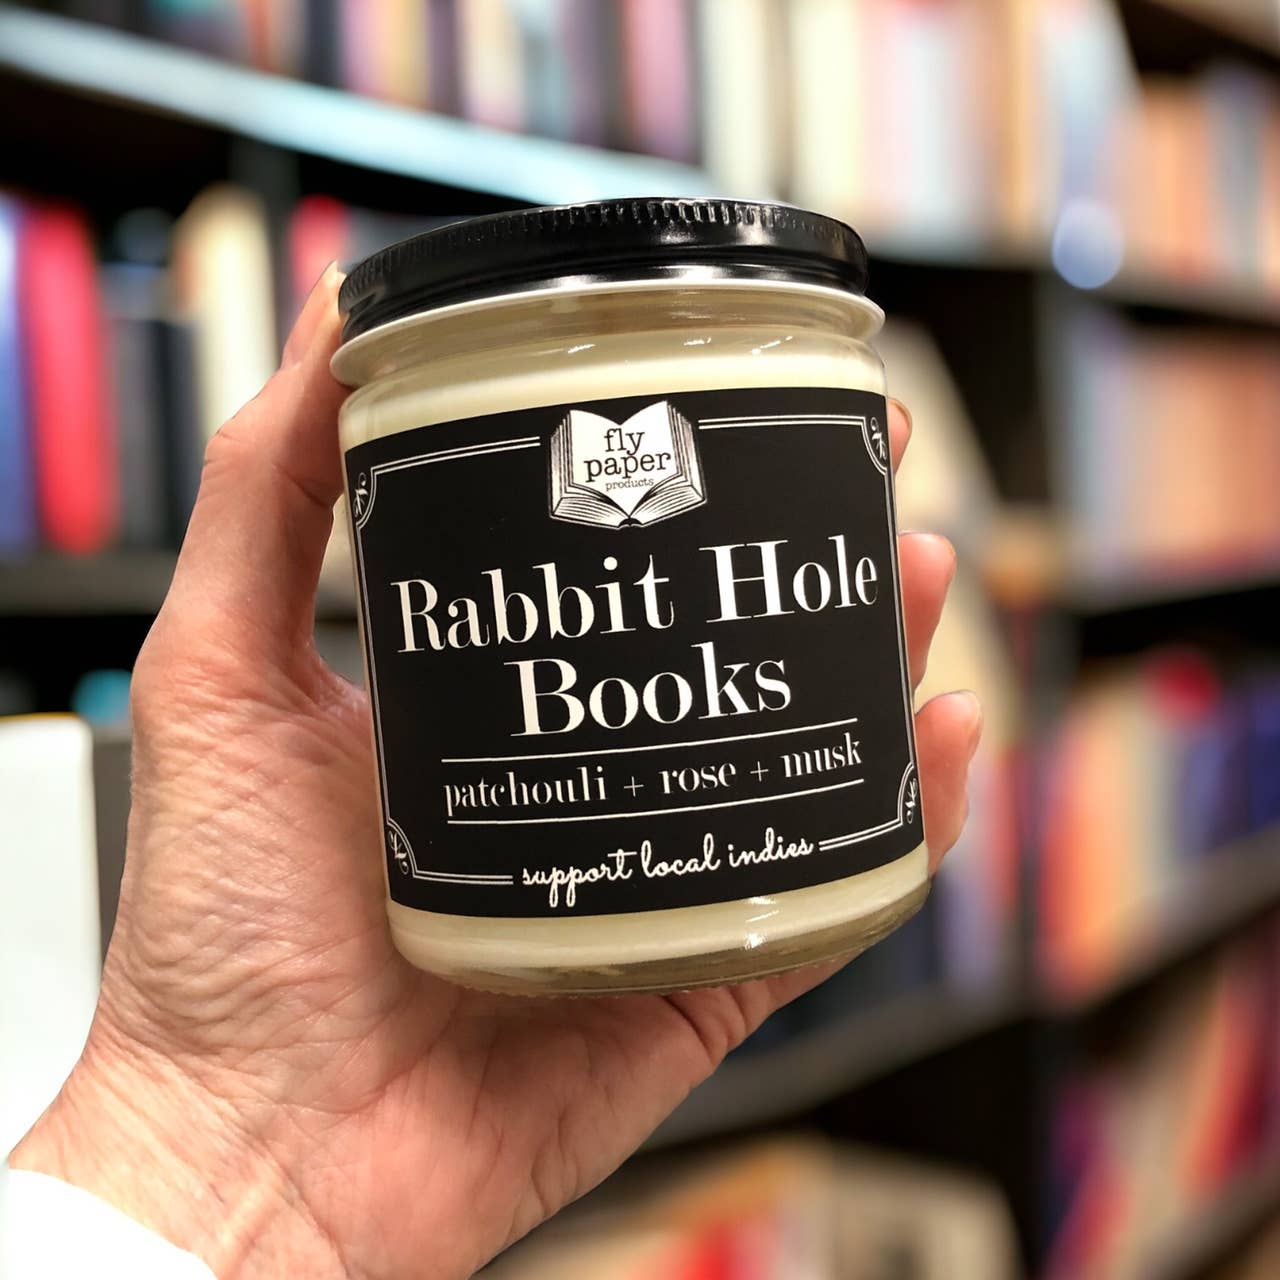 fly
paper
products
Rabbit Hole
Books
patchouli + rose + musk
support local indies